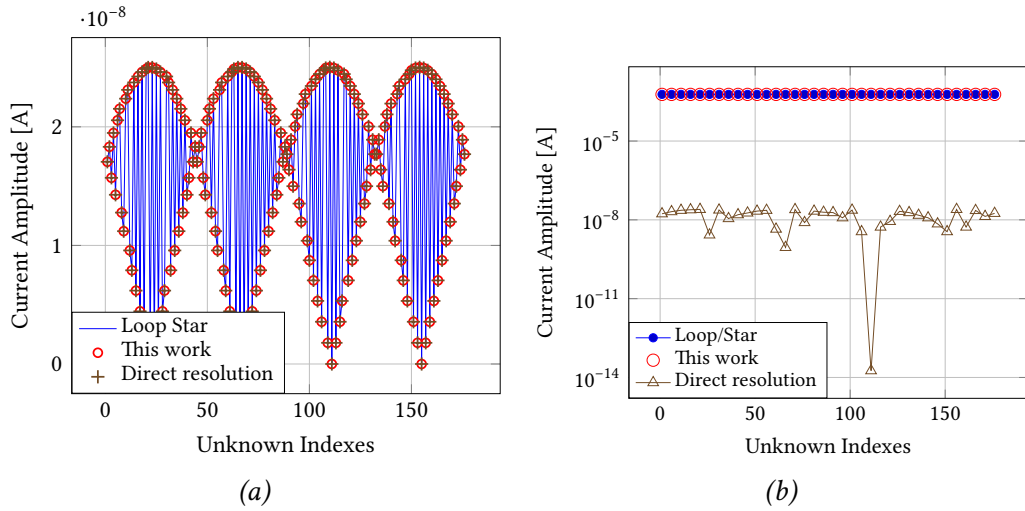 ·10⁻⁸
2
1
0
Current Amplitude [A]
Loop Star
This work
Direct resolution
0
50
100
150
Unknown Indexes
(a)
10⁻⁵
10⁻⁸
10⁻¹¹
10⁻¹⁴
Current Amplitude [A]
Loop/Star
This work
Direct resolution
0
50
100
150
Unknown Indexes
(b)